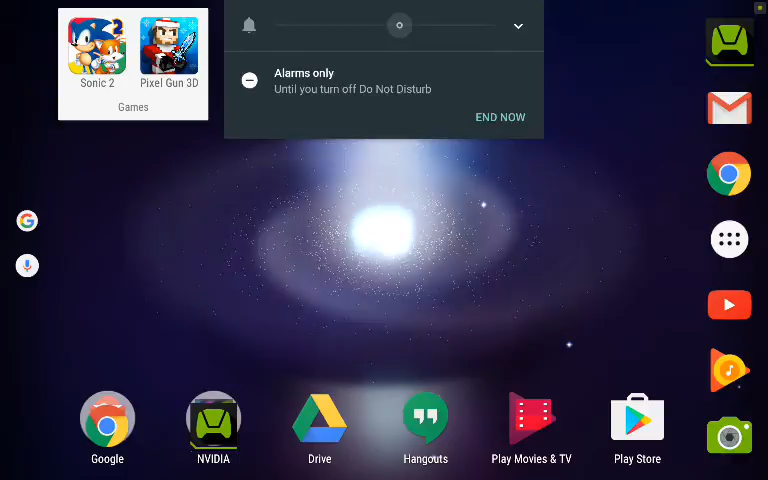 2
Sonic 2
Pixel Gun 3D
Games
Alarms only
Until you turn off Do Not Disturb
END NOW
Google
NVIDIA
Drive
Hangouts
Play Movies & TV
Play Store